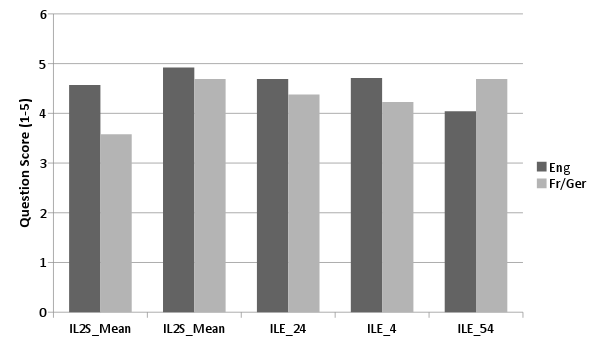 6
5
4
3
2
1
0
Question Score (1-5)
IL2S_Mean IL2S_Mean ILE_24 ILE_4 ILE_54
Eng
Fr/Ger